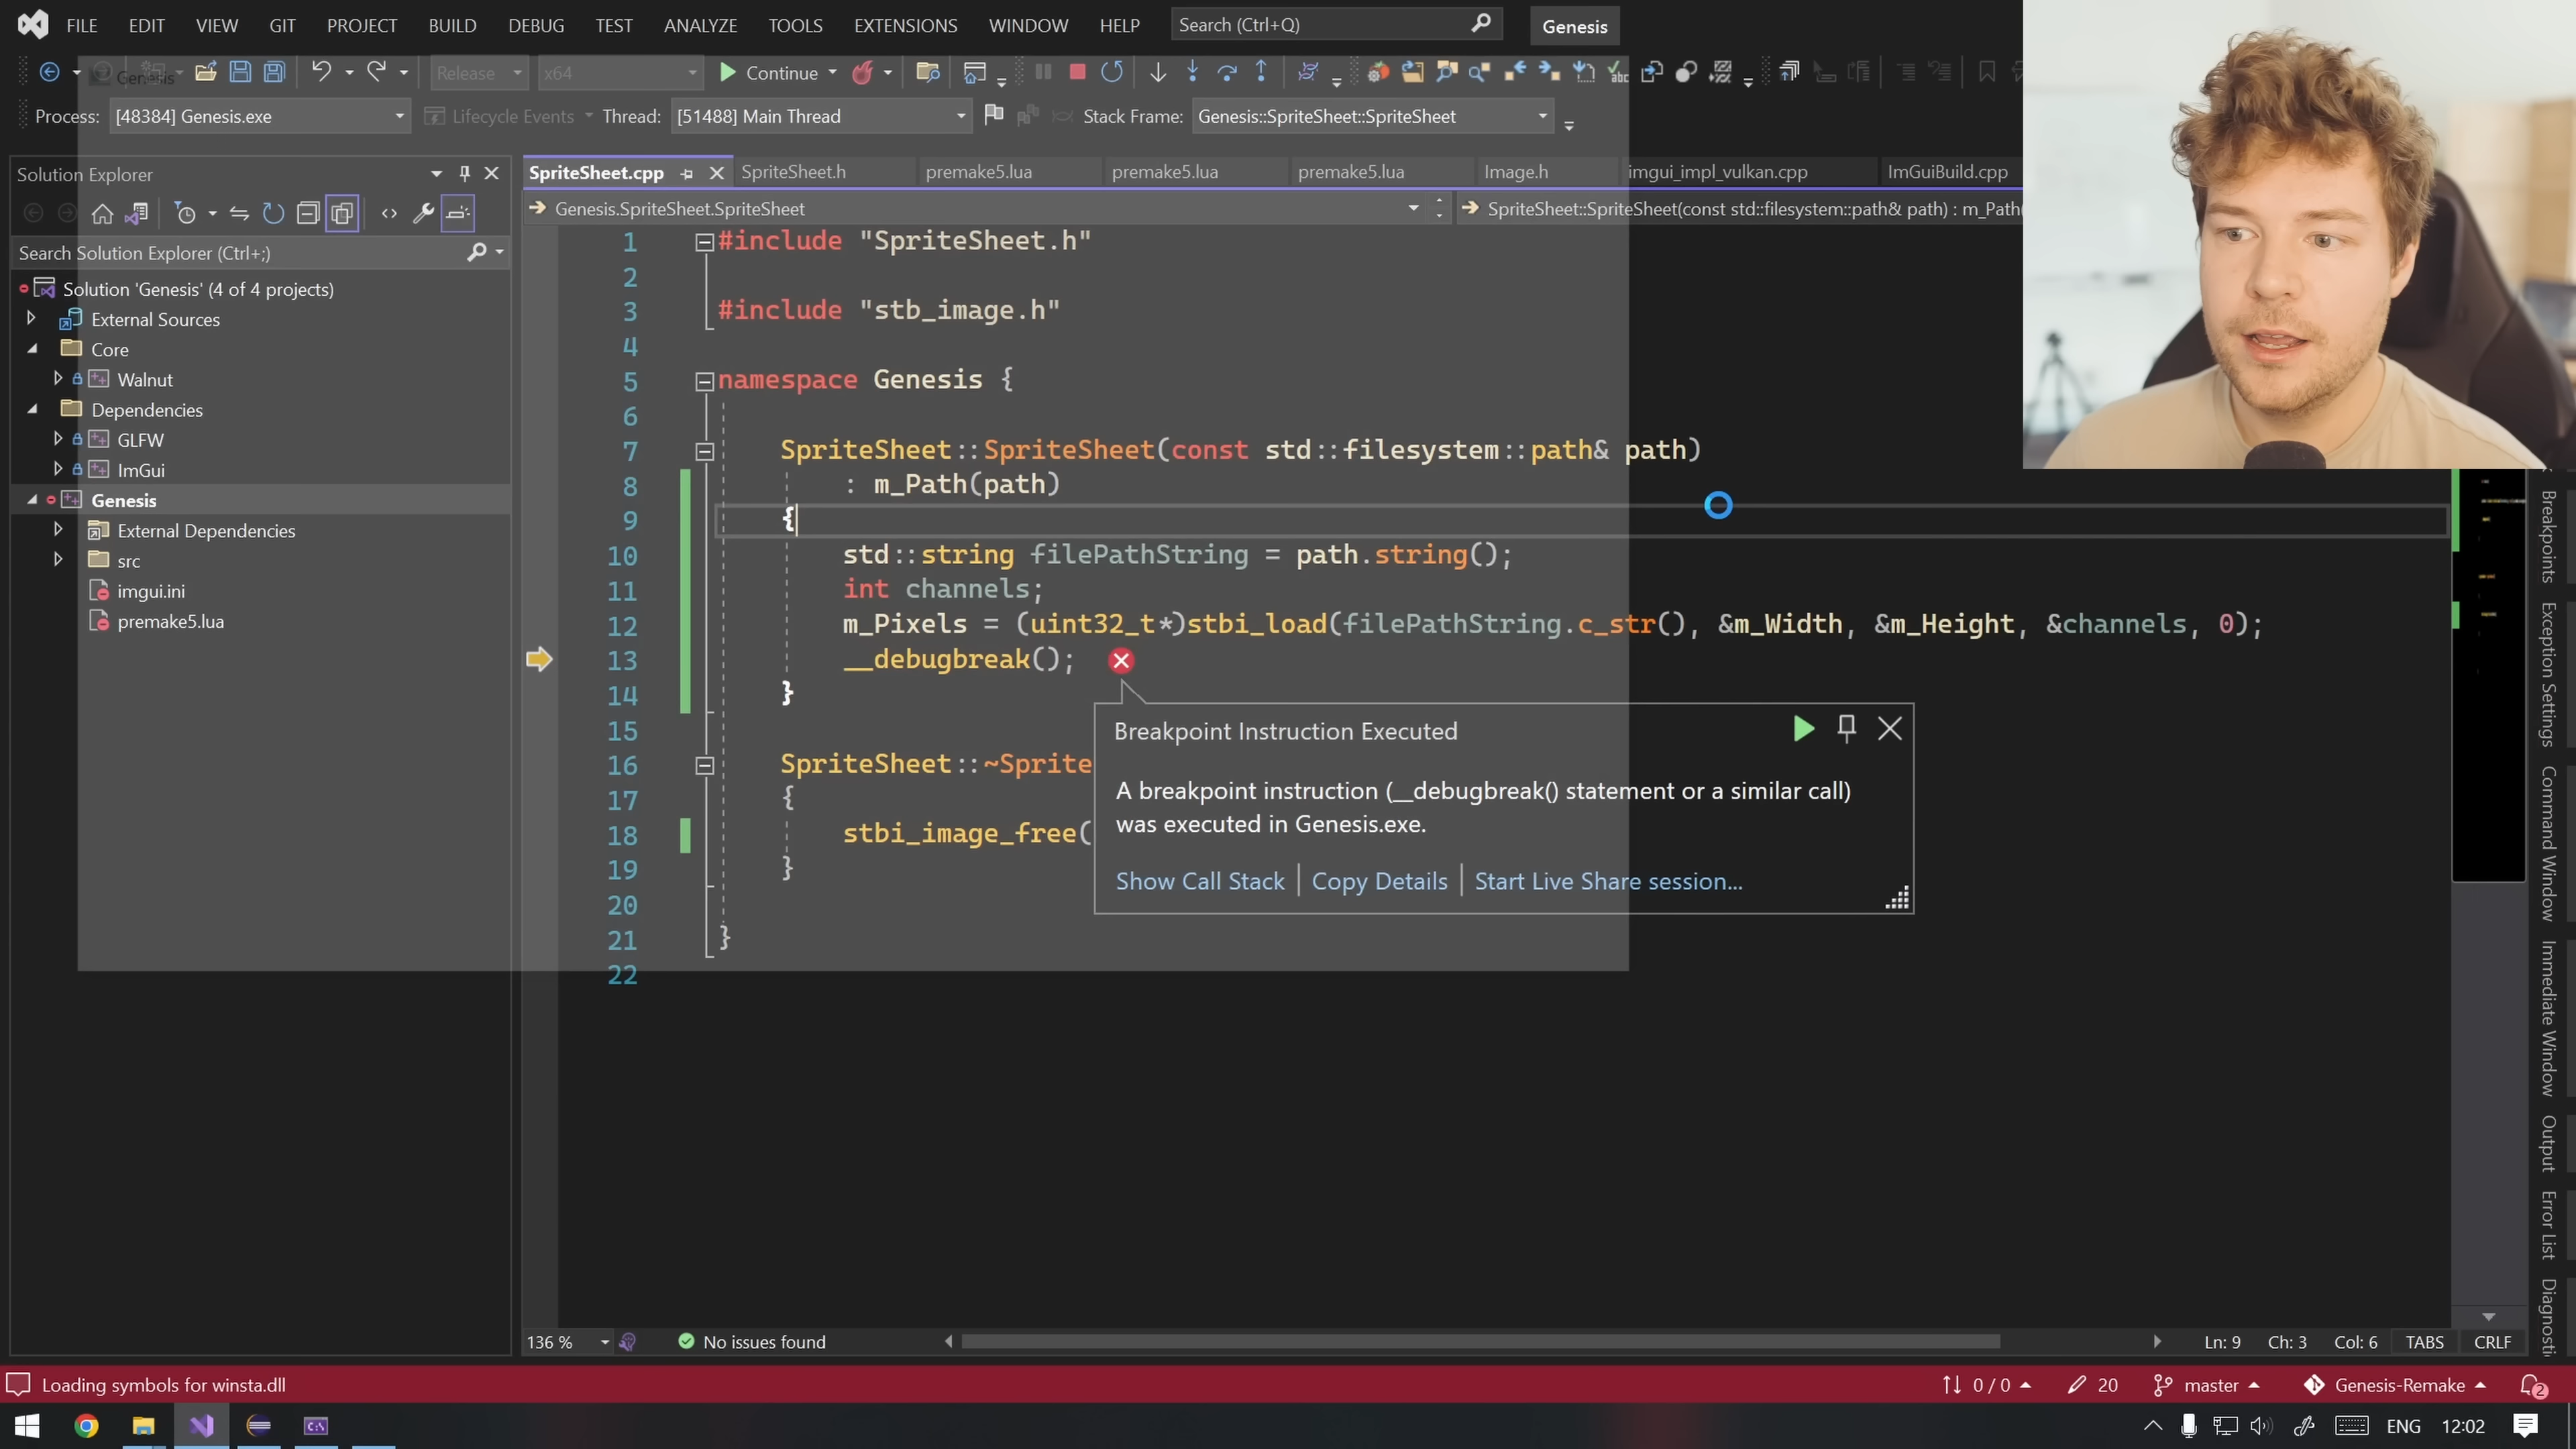 FILE EDIT VIEW GIT PROJECT BUILD DEBUG TEST ANALYZE TOOLS EXTENSIONS WINDOW HELP Search (Ctrl+Q) Genesis
Genesis Release x64 Continue
Process: [48384] Genesis.exe Lifecycle Events Thread: [51488] Main Thread Stack Frame: Genesis::SpriteSheet::SpriteSheet
Solution Explorer
Search Solution Explorer (Ctrl+;)
Solution 'Genesis' (4 of 4 projects)
External Sources
Core
Walnut
Dependencies
GLFW
ImGui
Genesis
External Dependencies
src
imgui.ini
premake5.lua
SpriteSheet.cpp SpriteSheet.h premake5.lua premake5.lua premake5.lua Image.h imgui_impl_vulkan.cpp ImGuiBuild.cpp
Genesis.SpriteSheet.SpriteSheet SpriteSheet::SpriteSheet(const std::filesystem::path& path) : m_Path(
1 #include "SpriteSheet.h"
2
3 #include "stb_image.h"
4
5 namespace Genesis {
6
7 SpriteSheet::SpriteSheet(const std::filesystem::path& path)
8 : m_Path(path)
9 {
10 std::string filePathString = path.string();
11 int channels;
12 m_Pixels = (uint32_t*)stbi_load(filePathString.c_str(), &m_Width, &m_Height, &channels, 0);
13 __debugbreak();
14 }
15
16 SpriteSheet::~Sprite
17 {
18 stbi_image_free(
19 }
20
21 }
22
Breakpoint Instruction Executed
A breakpoint instruction (__debugbreak() statement or a similar call)
was executed in Genesis.exe.
Show Call Stack | Copy Details | Start Live Share session...
Breakpoints
Exception Settings
Command Window
Immediate Window
Output
Error List
Diagnosti
136 % No issues found Ln: 9 Ch: 3 Col: 6 TABS CRLF
Loading symbols for winsta.dll 0 / 0 20 master Genesis-Remake 2
ENG 12:02